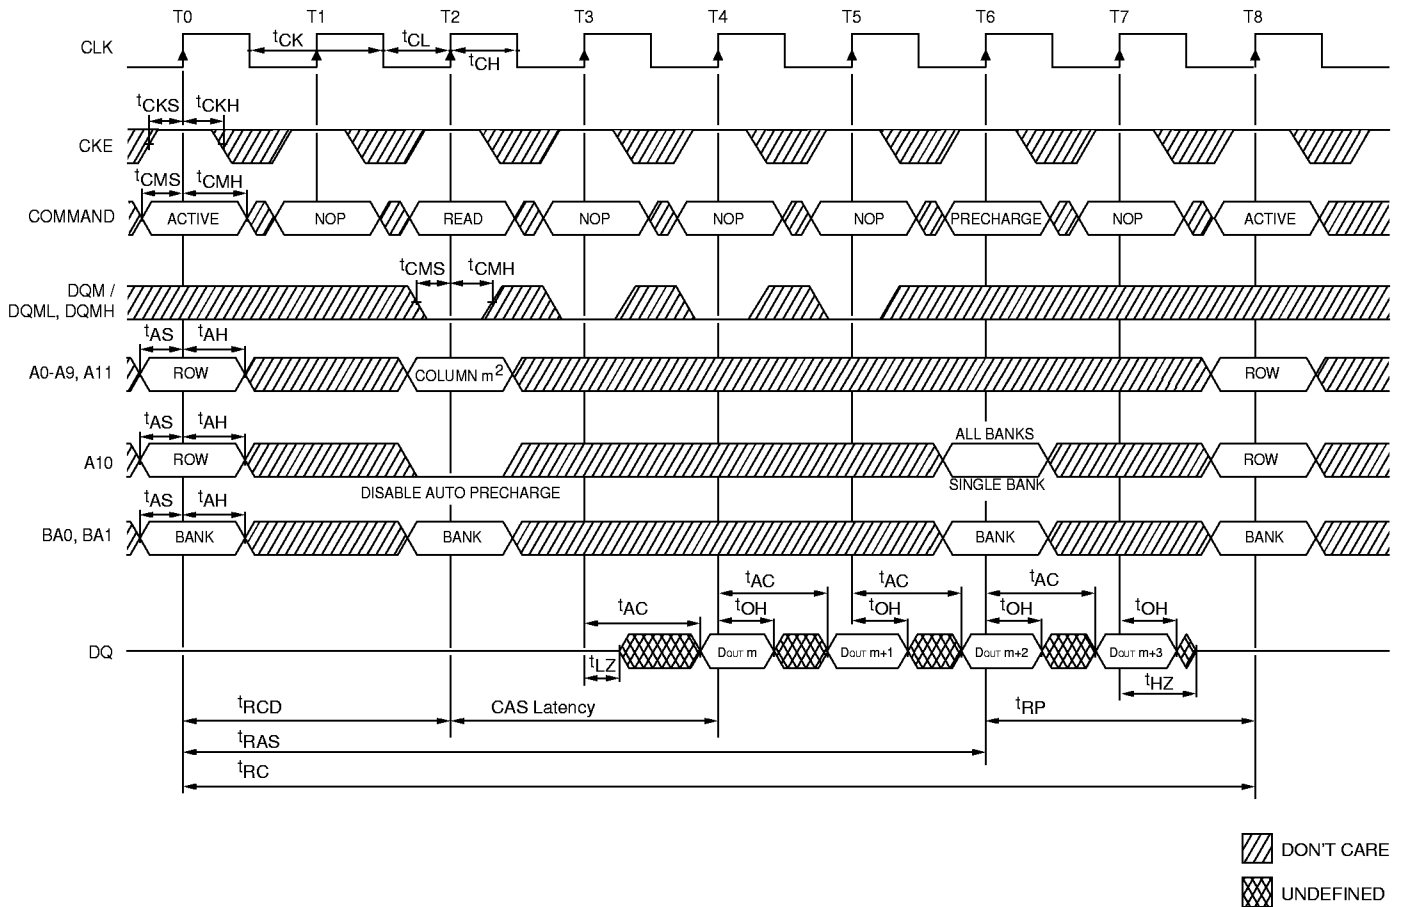 T0 T1 T2 T3 T4 T5 T6 T7 T8
CLK
tCK tCL tCH
tCKS tCKH
CKE
tCMS tCMH
COMMAND ACTIVE NOP READ NOP NOP NOP PRECHARGE NOP ACTIVE
tCMS tCMH
DQM /
DQML, DQMH
tAS tAH
A0-A9, A11 ROW COLUMN m2 ROW
tAS tAH
ALL BANKS
A10 ROW ROW
DISABLE AUTO PRECHARGE SINGLE BANK
tAS tAH
BA0, BA1 BANK BANK BANK BANK
tAC tAC tAC tAC
tOH tOH tOH tOH
DQ DOUT m DOUT m+1 DOUT m+2 DOUT m+3
tLZ tHZ
tRCD CAS Latency tRP
tRAS
tRC
DON'T CARE
UNDEFINED